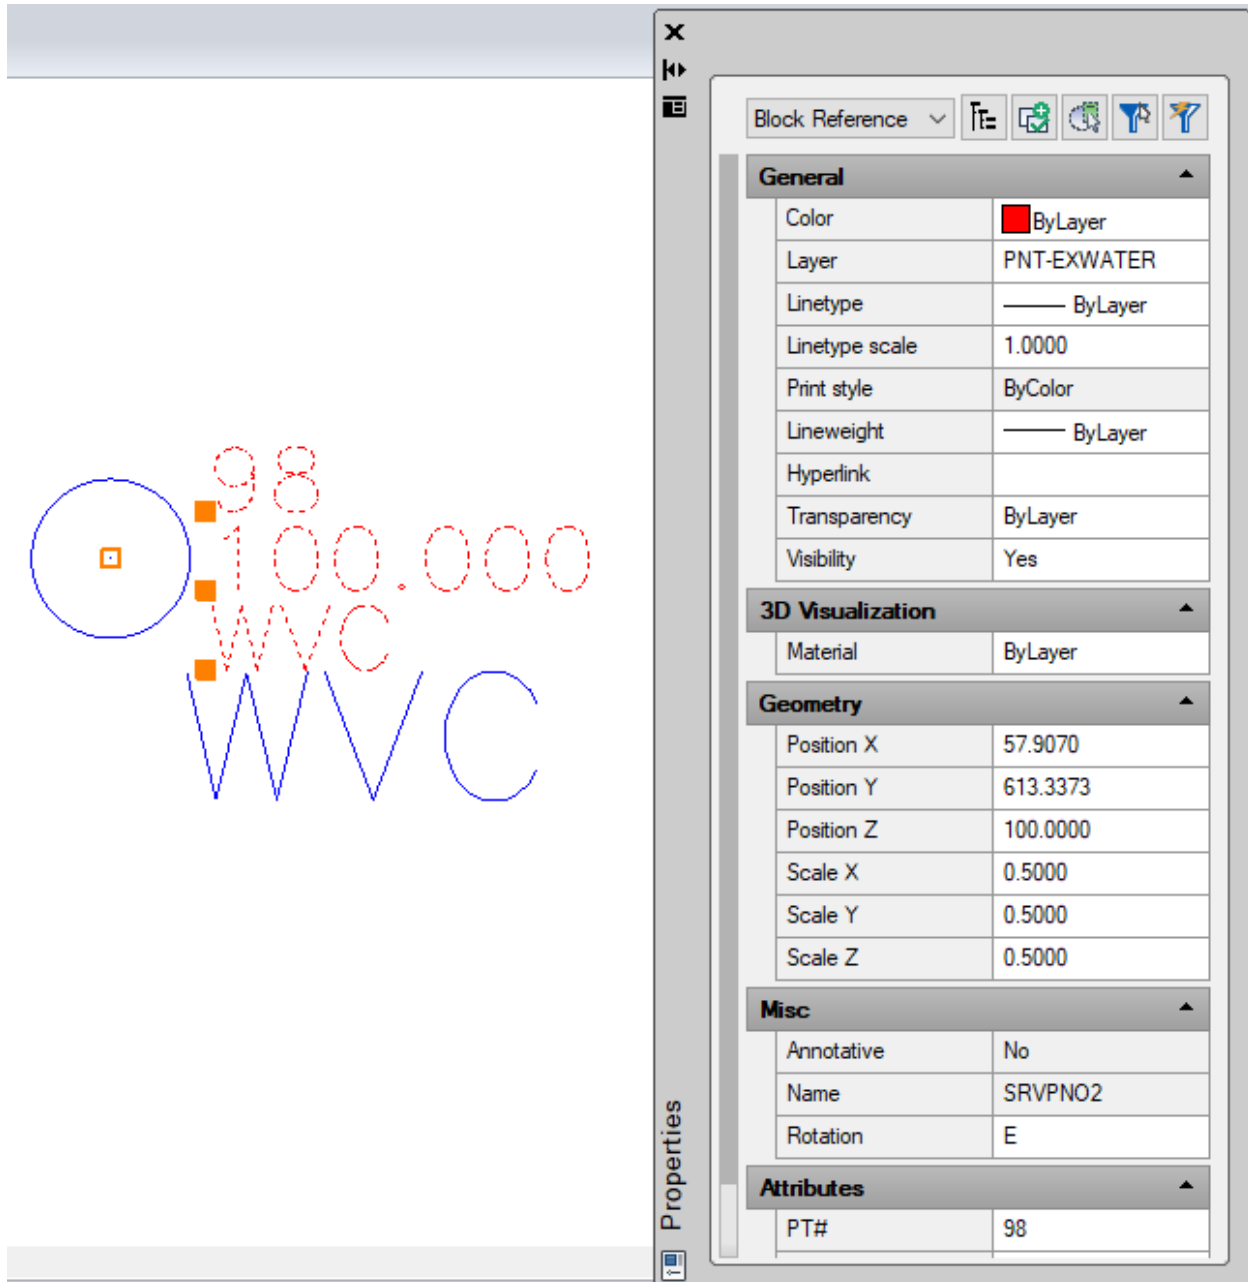 98
100.000
WVC
WVC
Block Reference
General
Color ByLayer
Layer PNT-EXWATER
Linetype ByLayer
Linetype scale 1.0000
Print style ByColor
Lineweight ByLayer
Hyperlink
Transparency ByLayer
Visibility Yes
3D Visualization
Material ByLayer
Geometry
Position X 57.9070
Position Y 613.3373
Position Z 100.0000
Scale X 0.5000
Scale Y 0.5000
Scale Z 0.5000
Misc
Annotative No
Name SRVPNO2
Rotation E
Attributes
PT# 98
Properties